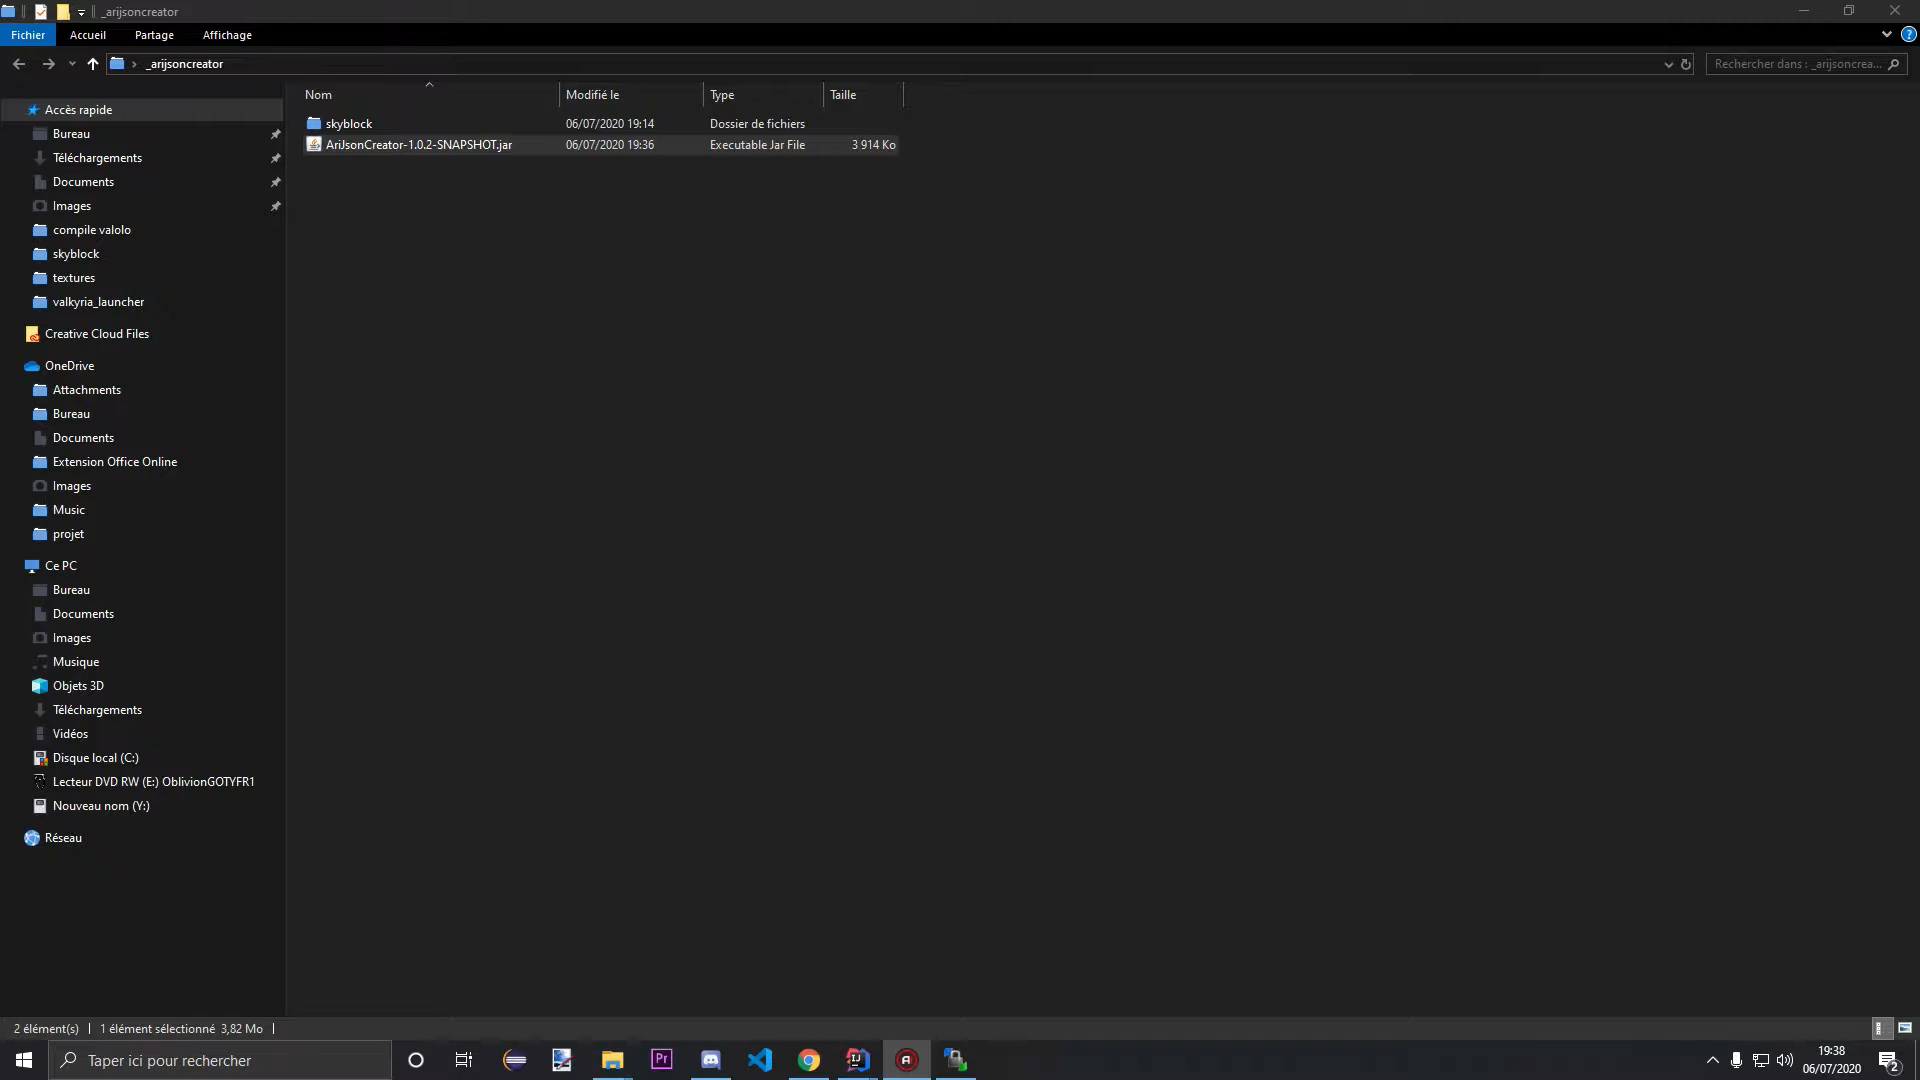 _arijsoncreator
Fichier Accueil Partage Affichage
_arijsoncreator
Rechercher dans : _arijsoncrea...
Nom Modifié le Type Taille
skyblock 06/07/2020 19:14 Dossier de fichiers
AriJsonCreator-1.0.2-SNAPSHOT.jar 06/07/2020 19:36 Executable Jar File 3 914 Ko
Accès rapide
Bureau
Téléchargements
Documents
Images
compile valolo
skyblock
textures
valkyria_launcher
Creative Cloud Files
OneDrive
Attachments
Bureau
Documents
Extension Office Online
Images
Music
projet
Ce PC
Bureau
Documents
Images
Musique
Objets 3D
Téléchargements
Vidéos
Disque local (C:)
Lecteur DVD RW (E:) OblivionGOTYFR1
Nouveau nom (Y:)
Réseau
2 élément(s) 1 élément sélectionné 3,82 Mo
Taper ici pour rechercher
Pr
IJ
A
19:38
06/07/2020
2